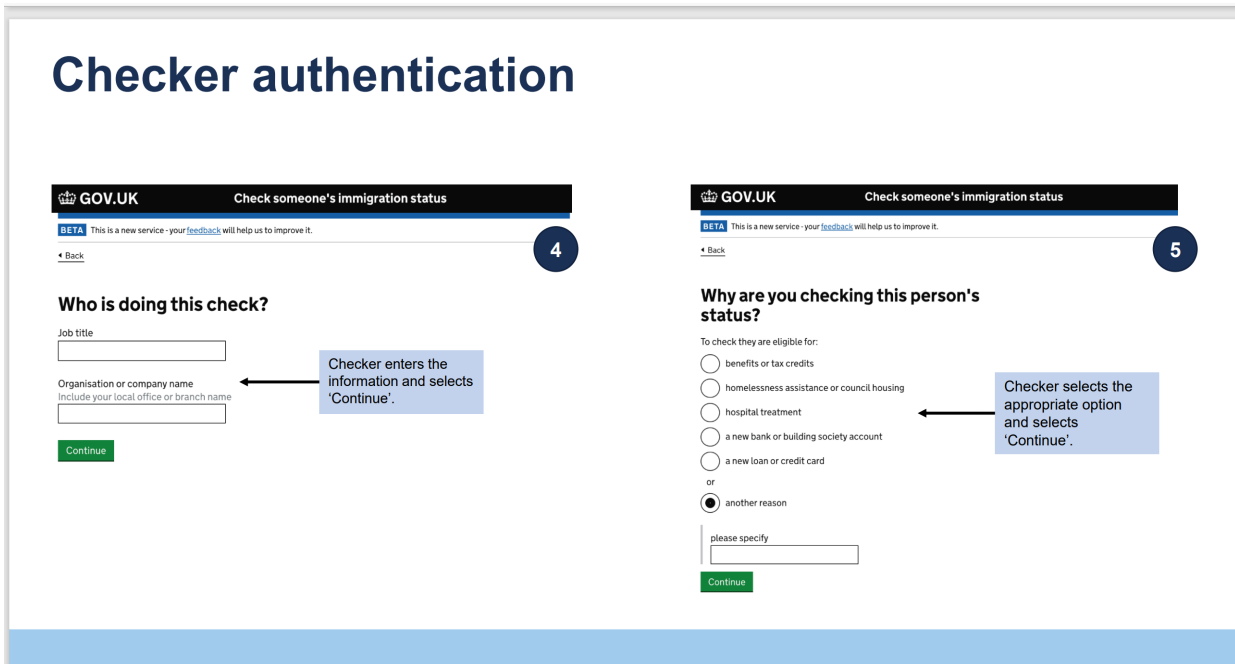 Checker authentication
GOV.UK Check someone's immigration status
BETA This is a new service - your feedback will help us to improve it.
Back
4
Who is doing this check?
Job title
Organisation or company name
Include your local office or branch name
Continue
Checker enters the
information and selects
‘Continue’.
GOV.UK Check someone's immigration status
BETA This is a new service - your feedback will help us to improve it.
Back
5
Why are you checking this person's
status?
To check they are eligible for:
benefits or tax credits
homelessness assistance or council housing
hospital treatment
a new bank or building society account
a new loan or credit card
or
another reason
please specify
Continue
Checker selects the
appropriate option
and selects
‘Continue’.